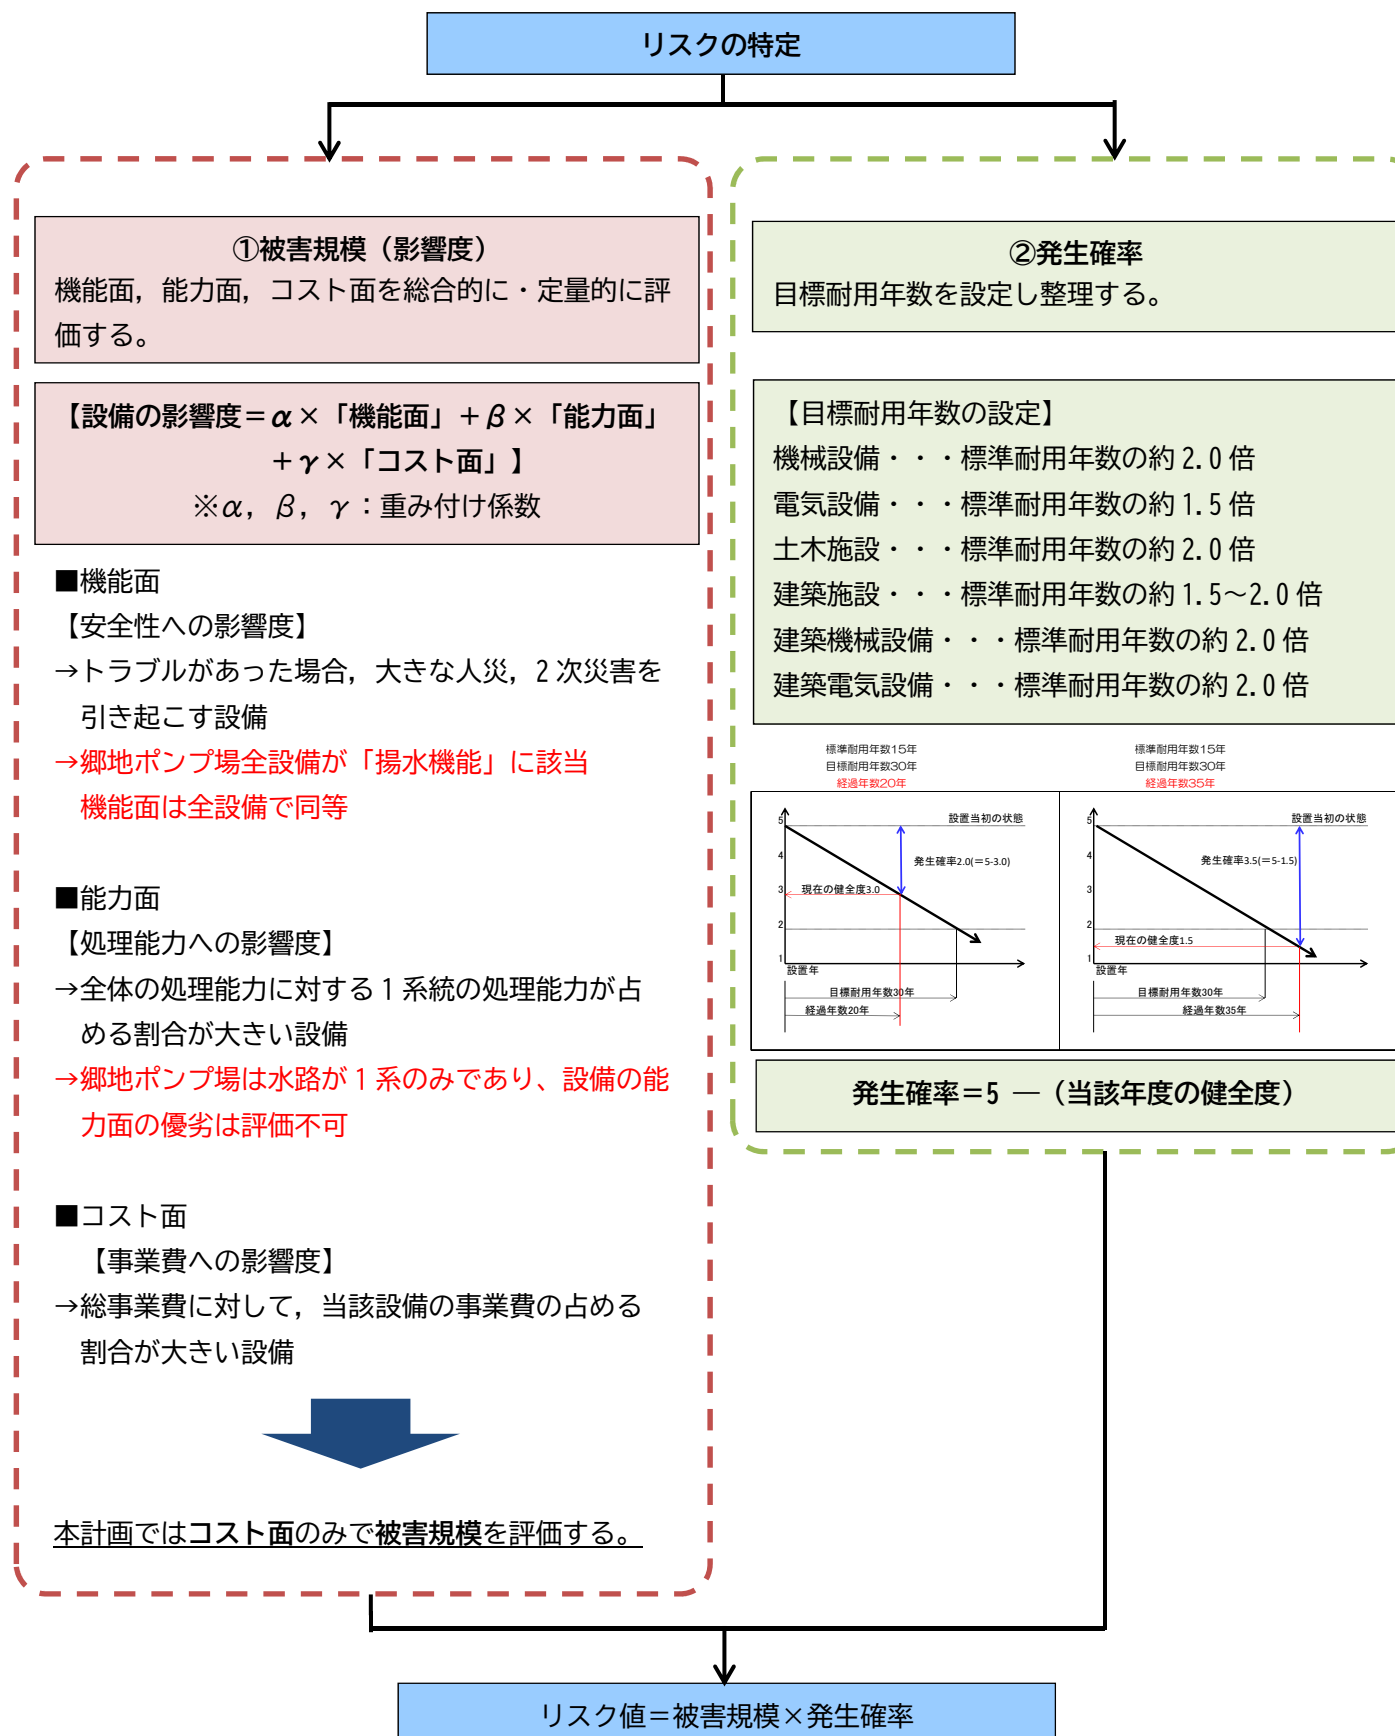 リスクの特定
①被害規模（影響度）
機能面，能力面，コスト面を総合的に・定量的に評
価する。
【設備の影響度＝α×「機能面」＋β×「能力面」
＋γ×「コスト面」】
※α，β，γ：重み付け係数
■機能面
【安全性への影響度】
→トラブルがあった場合，大きな人災，2 次災害を
引き起こす設備
→郷地ポンプ場全設備が「揚水機能」に該当
機能面は全設備で同等
■能力面
【処理能力への影響度】
→全体の処理能力に対する 1 系統の処理能力が占
める割合が大きい設備
→郷地ポンプ場は水路が 1 系のみであり、設備の能
力面の優劣は評価不可
■コスト面
【事業費への影響度】
→総事業費に対して，当該設備の事業費の占める
割合が大きい設備
本計画ではコスト面のみで被害規模を評価する。
②発生確率
目標耐用年数を設定し整理する。
【目標耐用年数の設定】
機械設備・・・標準耐用年数の約 2.0 倍
電気設備・・・標準耐用年数の約 1.5 倍
土木施設・・・標準耐用年数の約 2.0 倍
建築施設・・・標準耐用年数の約 1.5～2.0 倍
建築機械設備・・・標準耐用年数の約 2.0 倍
建築電気設備・・・標準耐用年数の約 2.0 倍
標準耐用年数15年
目標耐用年数30年
経過年数20年
5
設置当初の状態
4
発生確率2.0(＝5-3.0)
3
現在の健全度3.0
2
1
設置年
目標耐用年数30年
経過年数20年
標準耐用年数15年
目標耐用年数30年
経過年数35年
5
設置当初の状態
4
発生確率3.5(＝5-1.5)
3
2
現在の健全度1.5
1
設置年
目標耐用年数30年
経過年数35年
発生確率＝5 ―（当該年度の健全度）
リスク値＝被害規模×発生確率